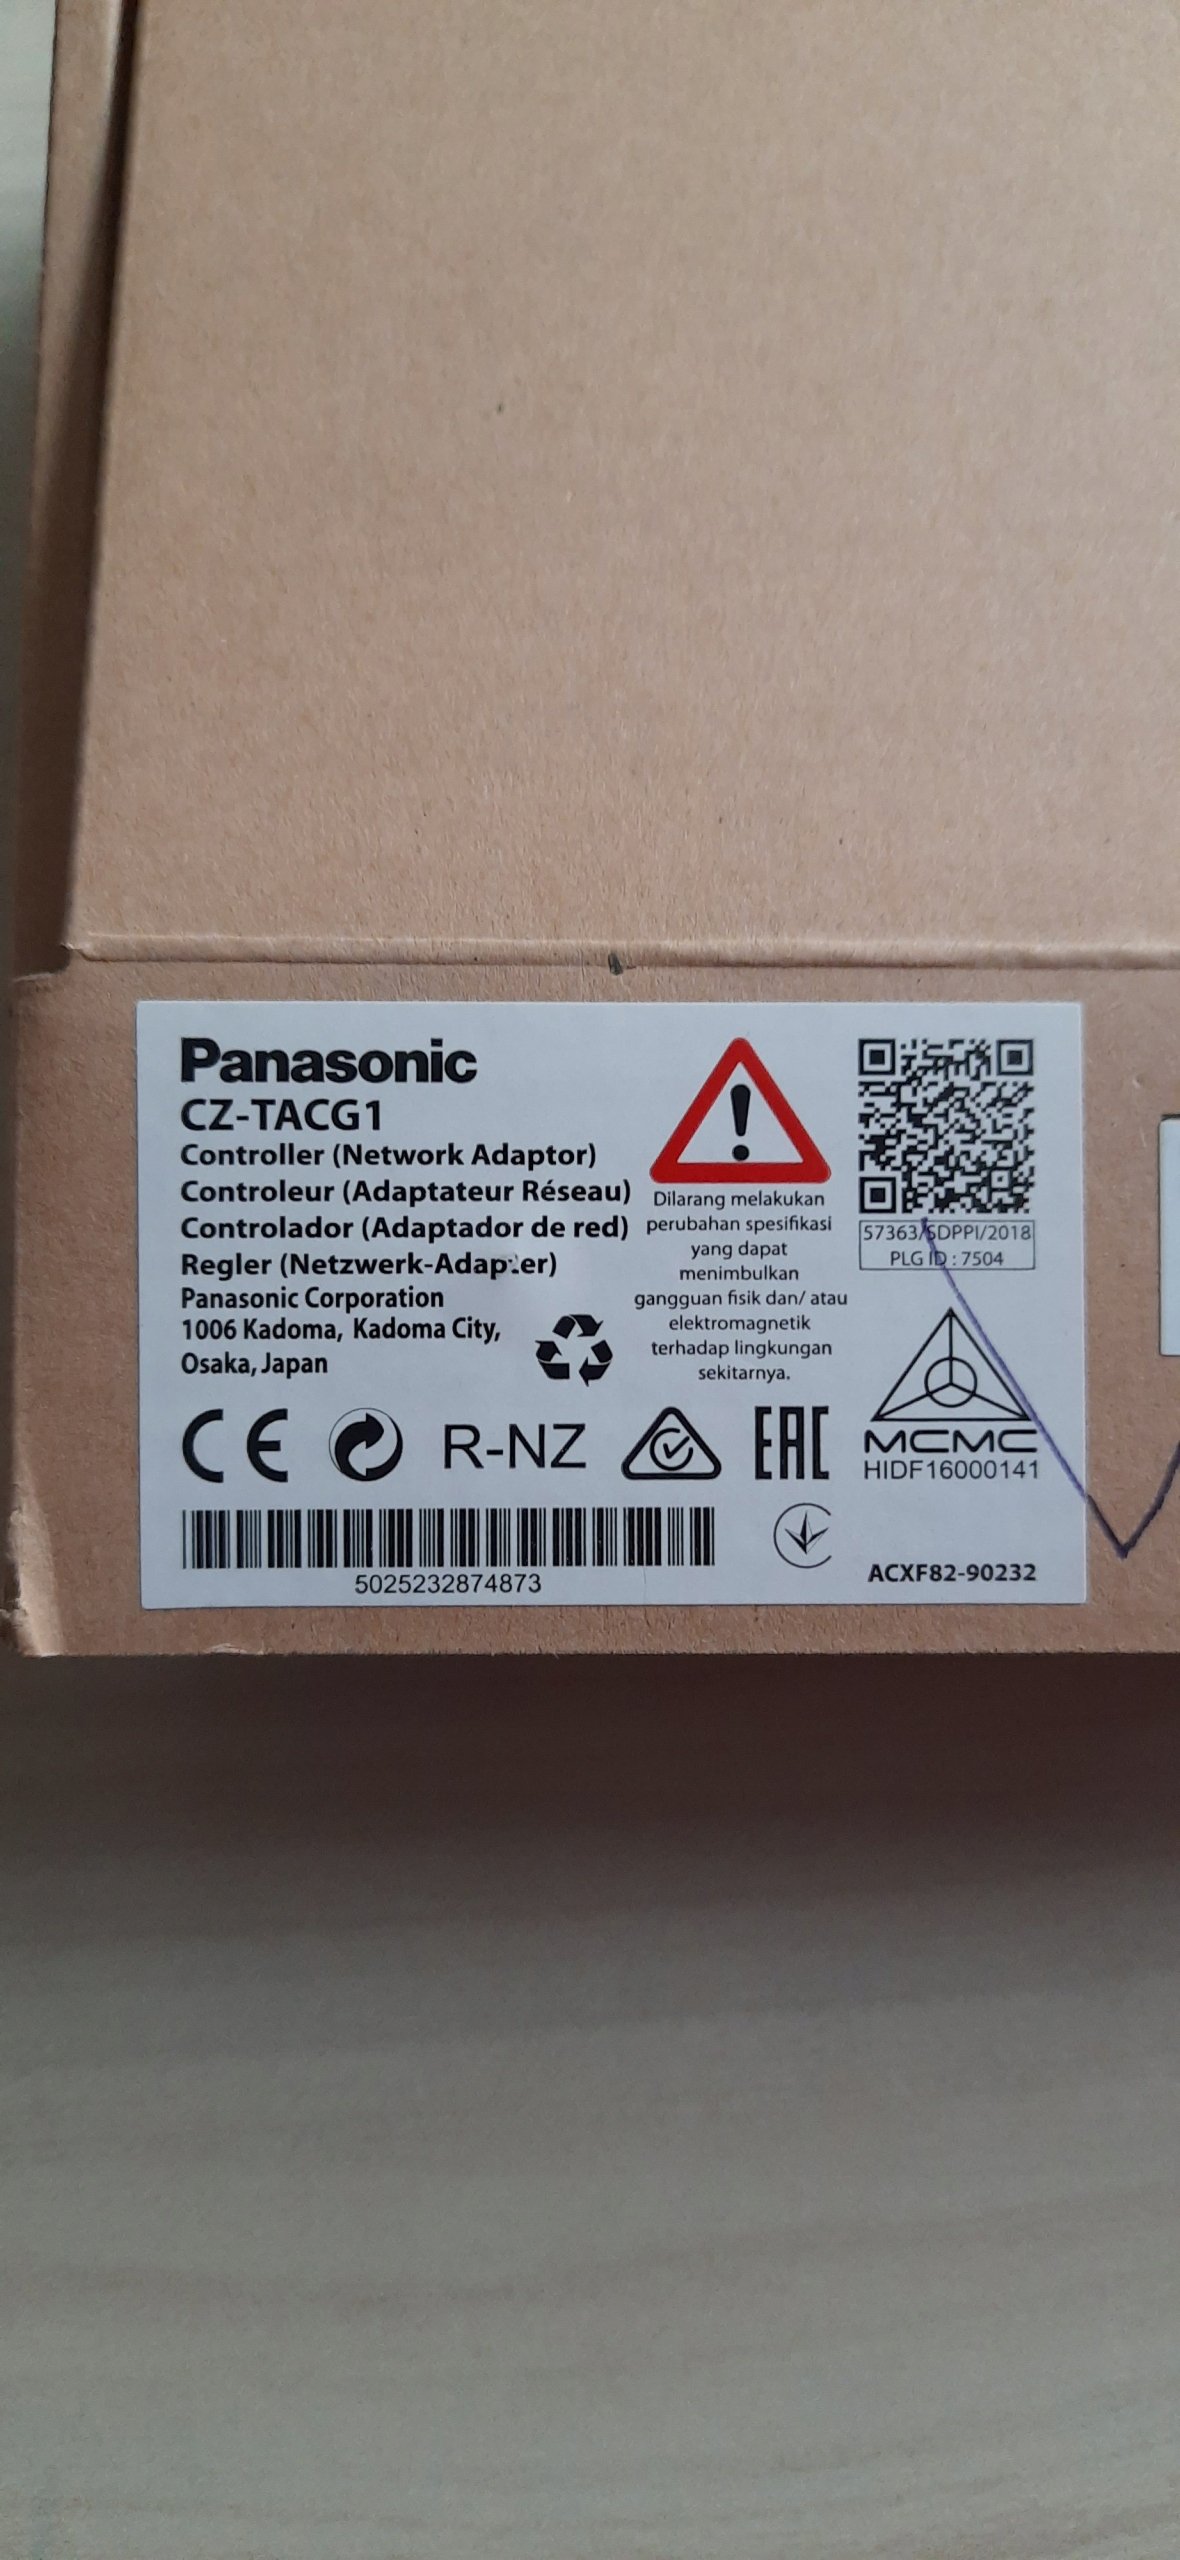 Panasonic
CZ-TACG1
Controller (Network Adaptor)
Controleur (Adaptateur Réseau)
Controlador (Adaptador de red)
Regler (Netzwerk-Adapter)
Panasonic Corporation
1006 Kadoma, Kadoma City,
Osaka, Japan
Dilarang melakukan
perubahan spesifikasi
yang dapat
menimbulkan
gangguan fisik dan/ atau
elektromagnetik
terhadap lingkungan
sekitarnya.
57363/SDPPI/2018
PLG ID : 7504
CE
R-NZ
EAC
MCMC
HIDF16000141
5025232874873
ACXF82-90232